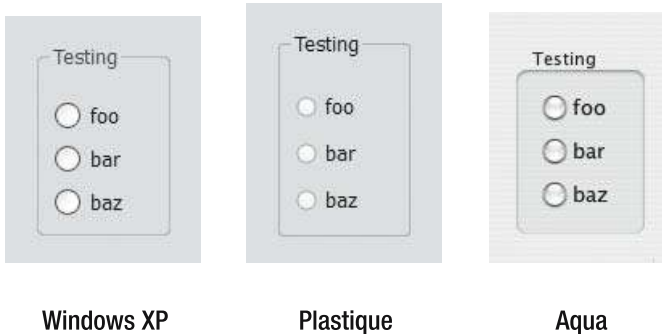 Testing
foo
bar
baz
Testing
foo
bar
baz
Testing
foo
bar
baz
Windows XP
Plastique
Aqua